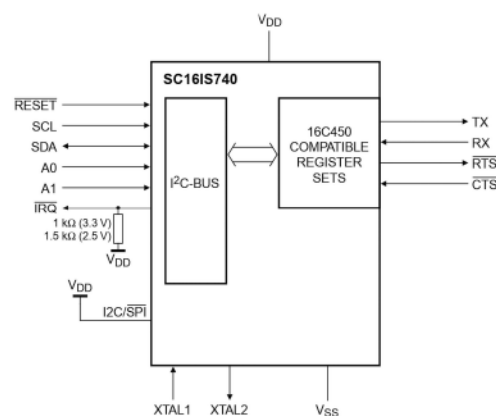 VDD
SC16IS740
RESET
SCL
SDA
A0
A1
IRQ
1 kΩ (3.3 V)
1.5 kΩ (2.5 V)
VDD
VDD
I2C/SPI
I²C-BUS
16C450
COMPATIBLE
REGISTER
SETS
TX
RX
RTS
CTS
XTAL1
XTAL2
VSS